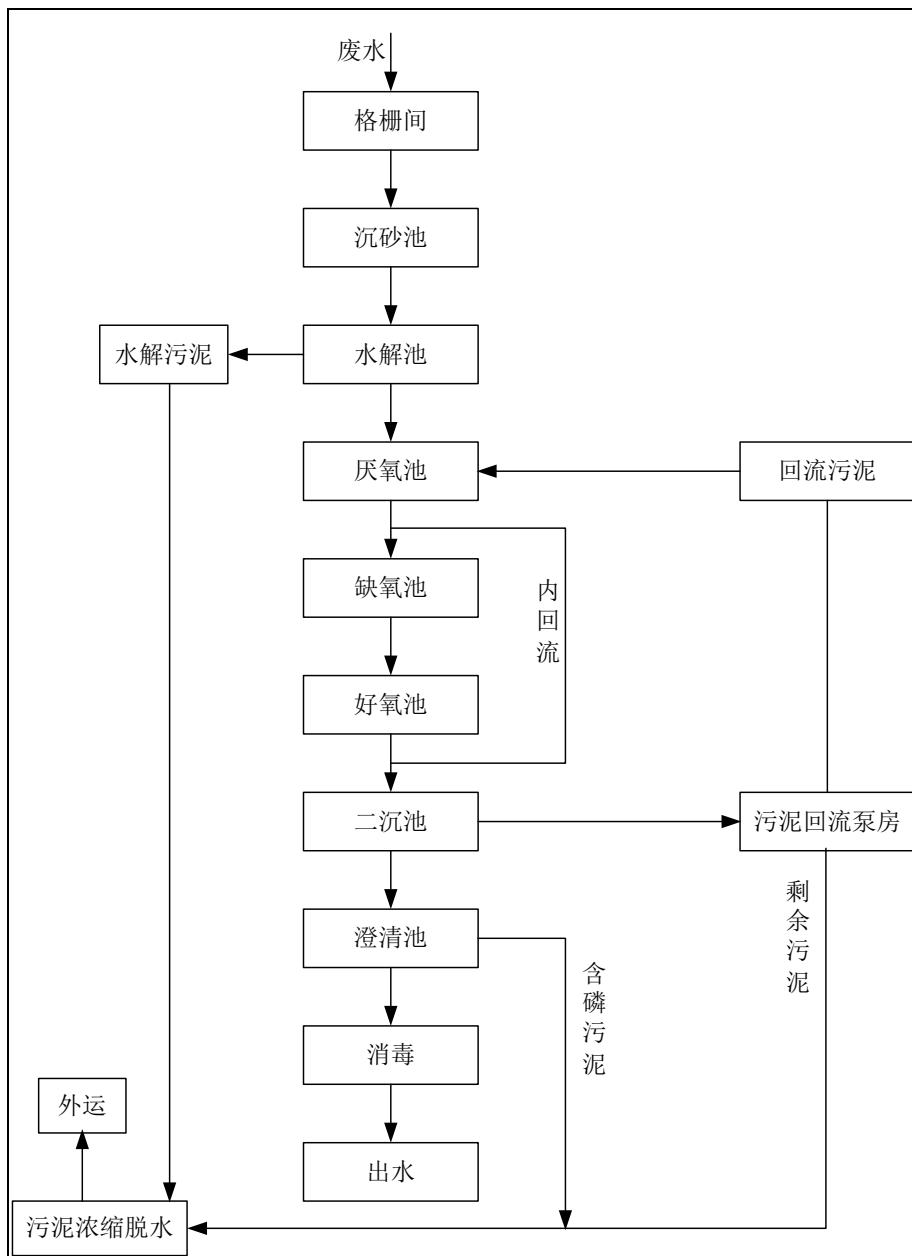 废水
格栅间
沉砂池
水解污泥
水解池
厌氧池
回流污泥
缺氧池
内回流
好氧池
二沉池
污泥回流泵房
剩余污泥
澄清池
含磷污泥
消毒
外运
出水
污泥浓缩脱水